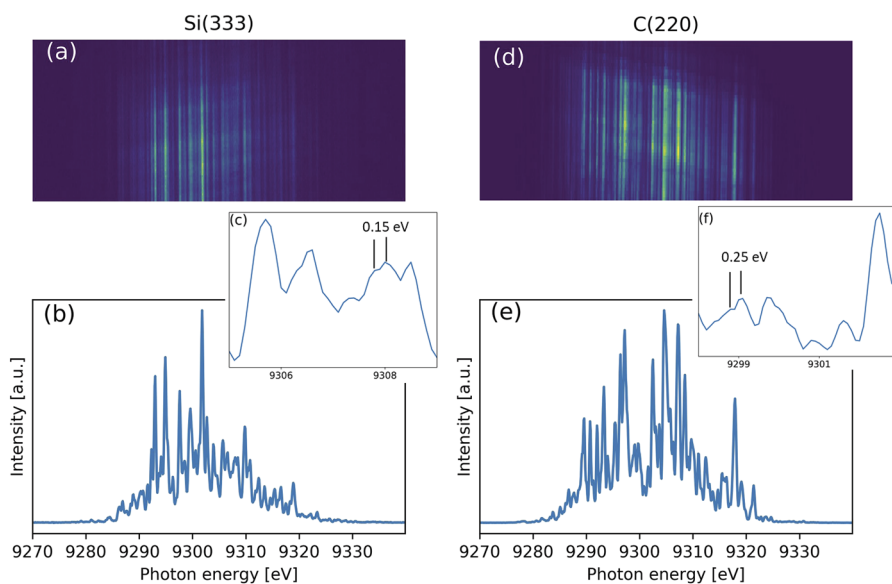 Si(333)
(a)
(c)
0.15 eV
9306 9308
(b)
Intensity [a.u.]
9270 9280 9290 9300 9310 9320 9330
Photon energy [eV]
C(220)
(d)
(f)
0.25 eV
9299 9301
(e)
Intensity [a.u.]
9270 9280 9290 9300 9310 9320 9330
Photon energy [eV]